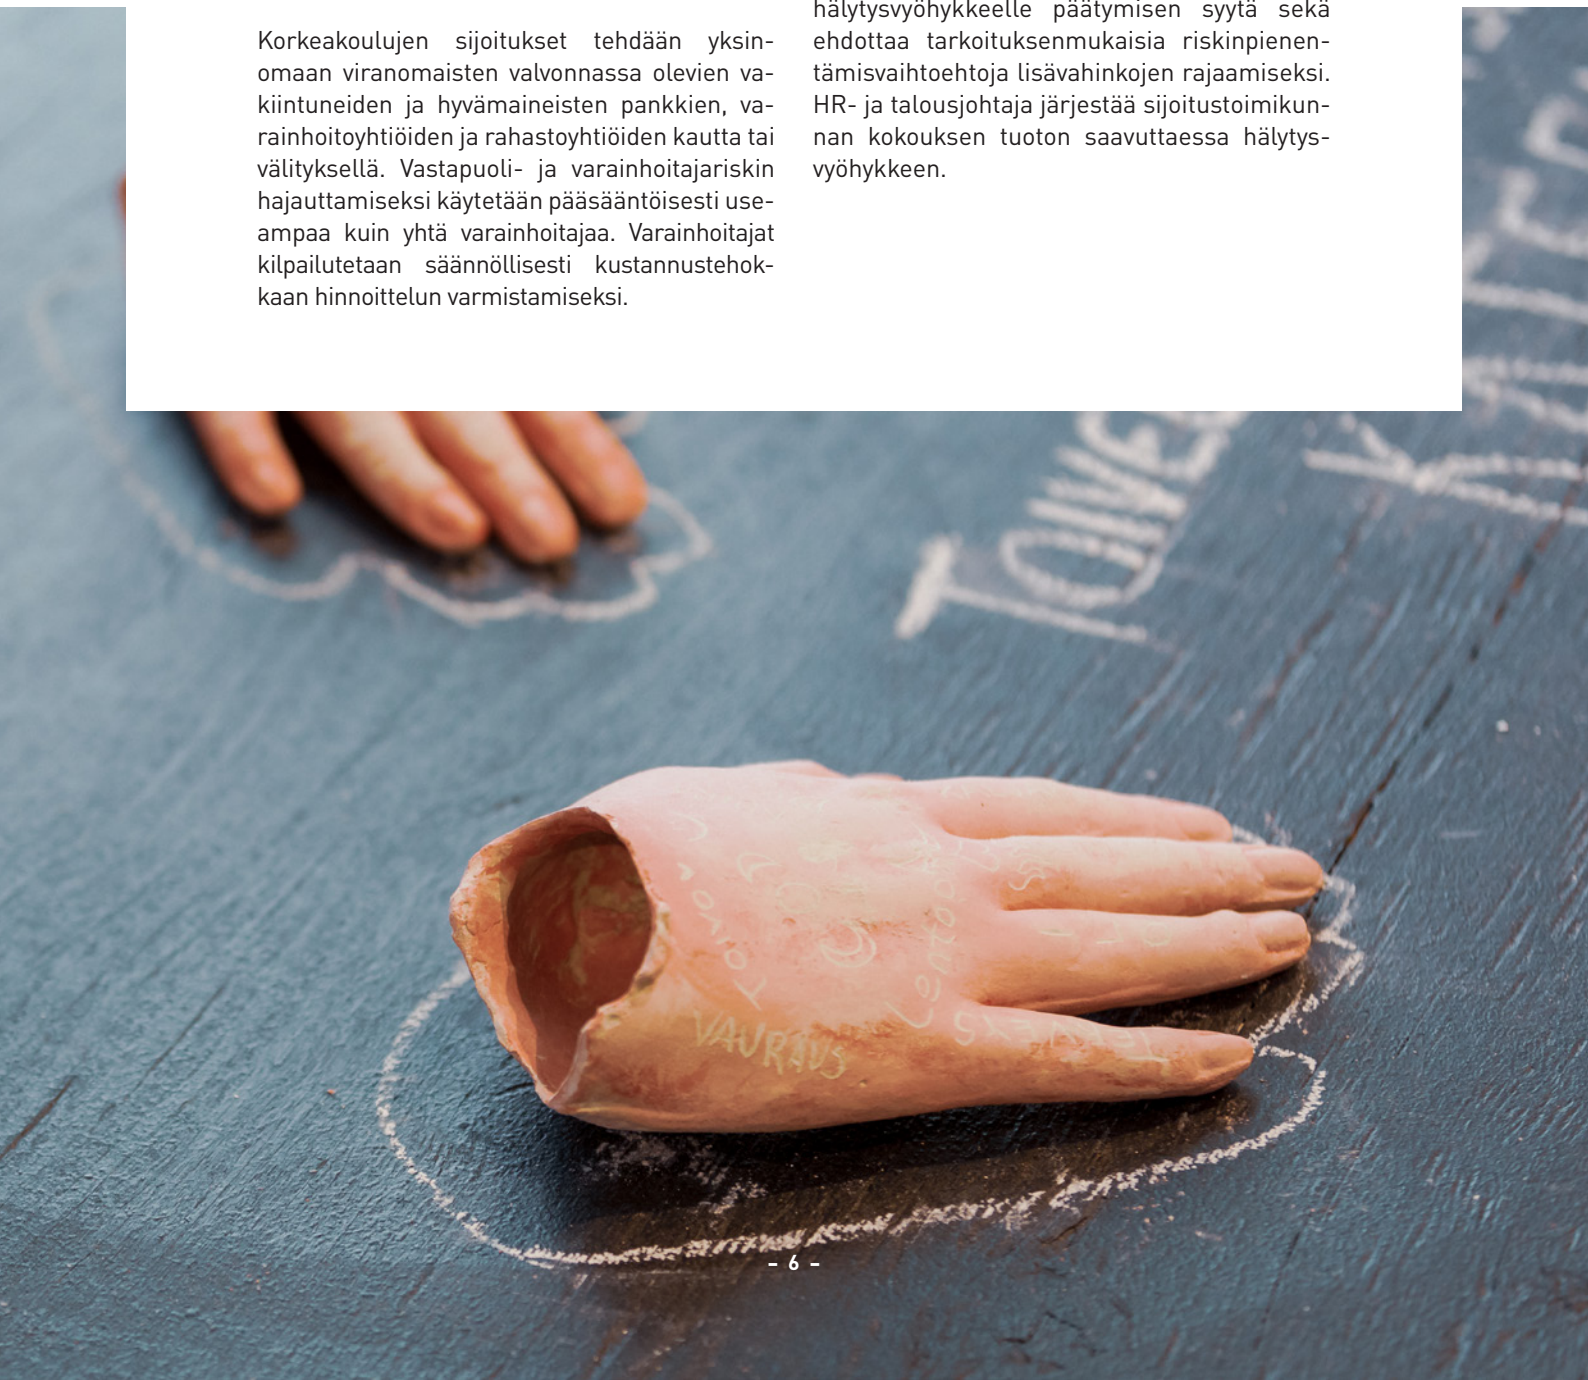 Korkeakoulujen sijoitukset tehdään yksin-
omaan viranomaisten valvonnassa olevien va-
kiintuneiden ja hyvämaineisten pankkien, va-
rainhoitoyhtiöiden ja rahastoyhtiöiden kautta tai
välityksellä. Vastapuoli- ja varainhoitajariskin
hajauttamiseksi käytetään pääsääntöisesti use-
ampaa kuin yhtä varainhoitajaa. Varainhoitajat
kilpailutetaan säännöllisesti kustannustehok-
kaan hinnoittelun varmistamiseksi.
hälytysvyöhykkeelle päätymisen syytä sekä
ehdottaa tarkoituksenmukaisia riskinpienen-
tämisvaihtoehtoja lisävahinkojen rajaamiseksi.
HR- ja talousjohtaja järjestää sijoitustoimikun-
nan kokouksen tuoton saavuttaessa hälytys-
vyöhykkeen.
VAURAUS
- 6 -